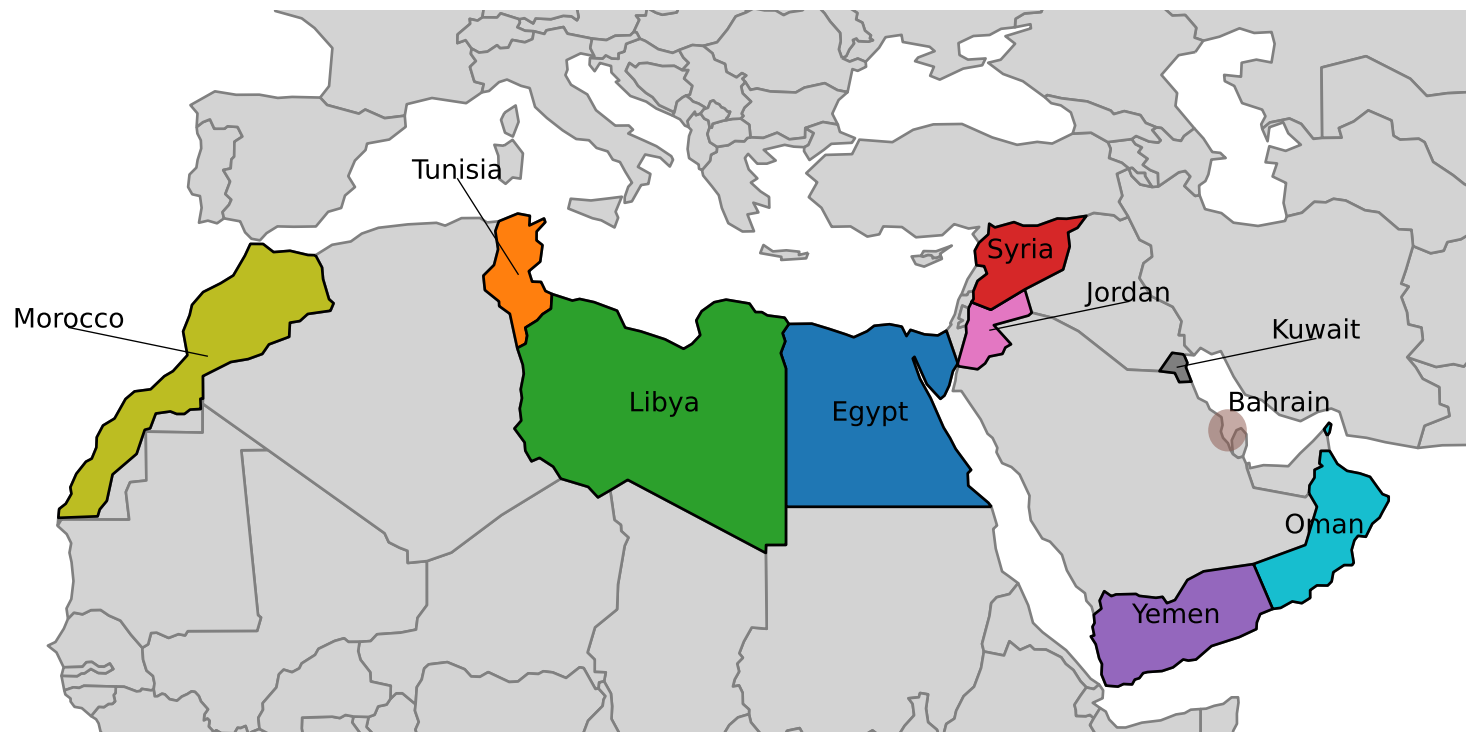 Tunisia
Syria
Jordan
Morocco
Kuwait
Libya
Egypt
Bahrain
Oman
Yemen